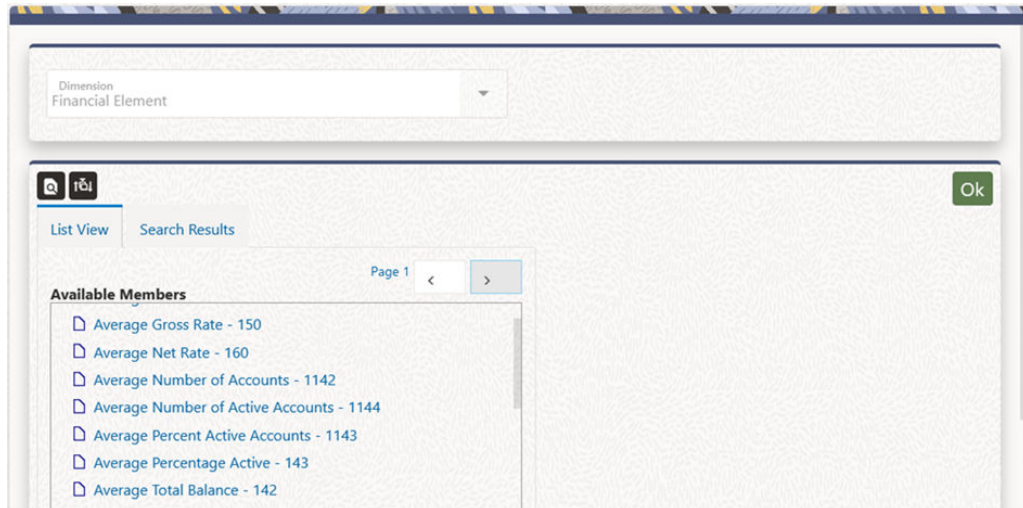 Dimension
Financial Element
Ok
List View Search Results
Page 1 < >
Available Members
Average Gross Rate - 150
Average Net Rate - 160
Average Number of Accounts - 1142
Average Number of Active Accounts - 1144
Average Percent Active Accounts - 1143
Average Percentage Active - 143
Average Total Balance - 142